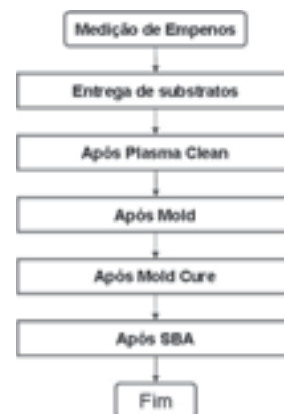 Medição de Empenos
Entrega de substratos
Após Plasma Clean
Após Mold
Após Mold Cure
Após SBA
Fim